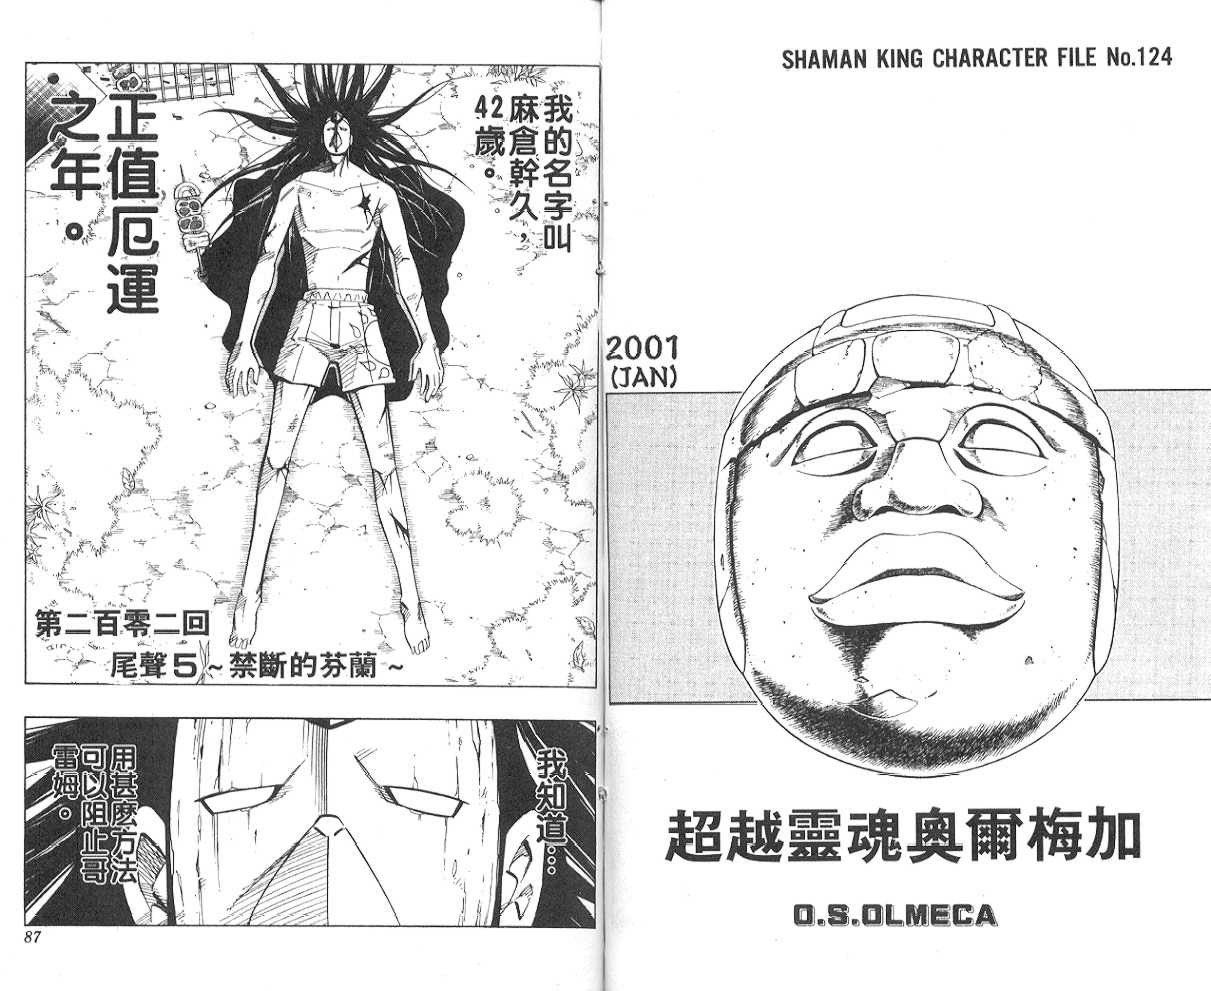 SHAMAN KING CHARACTER FILE No.124
2001
(JAN)
超越靈魂奧爾梅加
O.S.OLMECA
我的名字叫
麻倉幹久，
42歲。
正值厄運
之年。
第二百零二回
尾聲5～禁斷的芬蘭～
我知道…
用甚麼方法
可以阻止哥
雷姆。
87